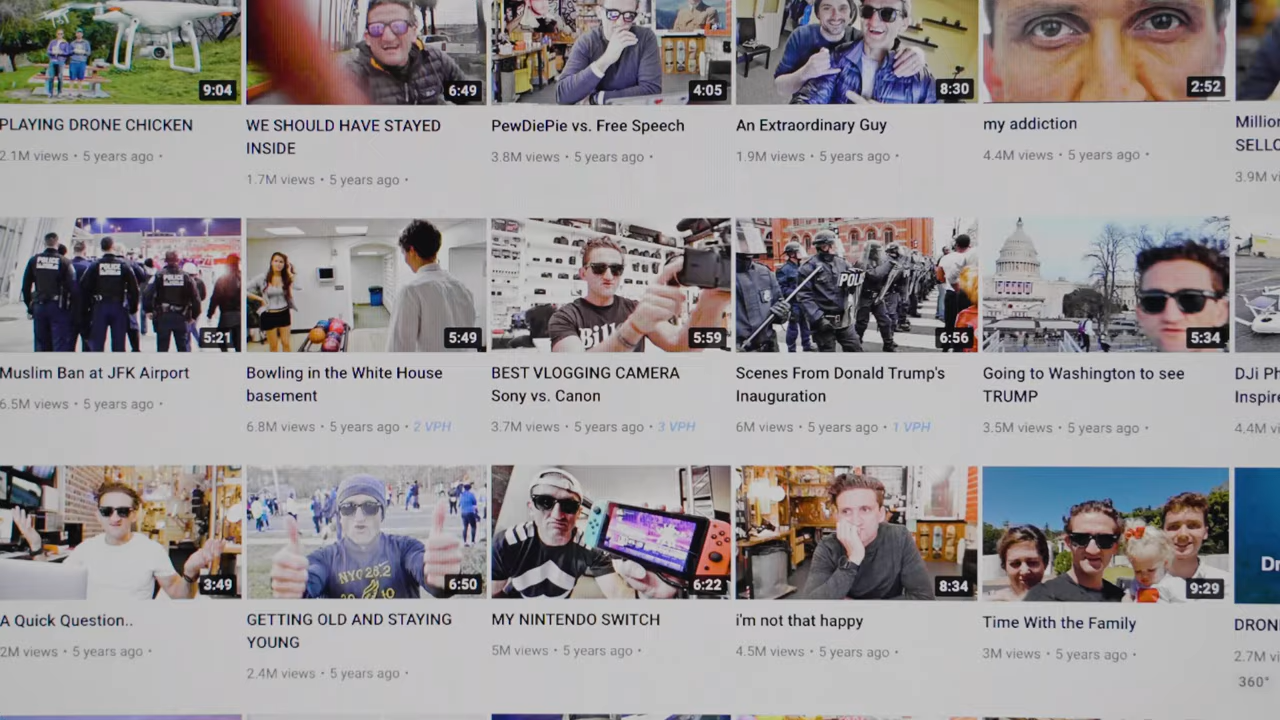 9:04
6:49
4:05
8:30
2:52
PLAYING DRONE CHICKEN
2.1M views • 5 years ago •
WE SHOULD HAVE STAYED
INSIDE
1.7M views • 5 years ago •
PewDiePie vs. Free Speech
3.8M views • 5 years ago •
An Extraordinary Guy
1.9M views • 5 years ago •
my addiction
4.4M views • 5 years ago •
Million
SELLO
3.9M vi
POLICE
POLICE
POLICE
5:21
5:49
5:59
POLI
6:56
5:34
Muslim Ban at JFK Airport
6.5M views • 5 years ago •
Bowling in the White House
basement
6.8M views • 5 years ago • 2 VPH
BEST VLOGGING CAMERA
Sony vs. Canon
3.7M views • 5 years ago • 3 VPH
Scenes From Donald Trump's
Inauguration
6M views • 5 years ago • 1 VPH
Going to Washington to see
TRUMP
3.5M views • 5 years ago •
DJi Ph
Inspire
4.4M vi
3:49
NYC
6:50
6:22
8:34
9:29
Dr
A Quick Question..
2M views • 5 years ago •
GETTING OLD AND STAYING
YOUNG
2.4M views • 5 years ago •
MY NINTENDO SWITCH
5M views • 5 years ago •
i'm not that happy
4.5M views • 5 years ago •
Time With the Family
3M views • 5 years ago •
DRON
2.7M vi
360°